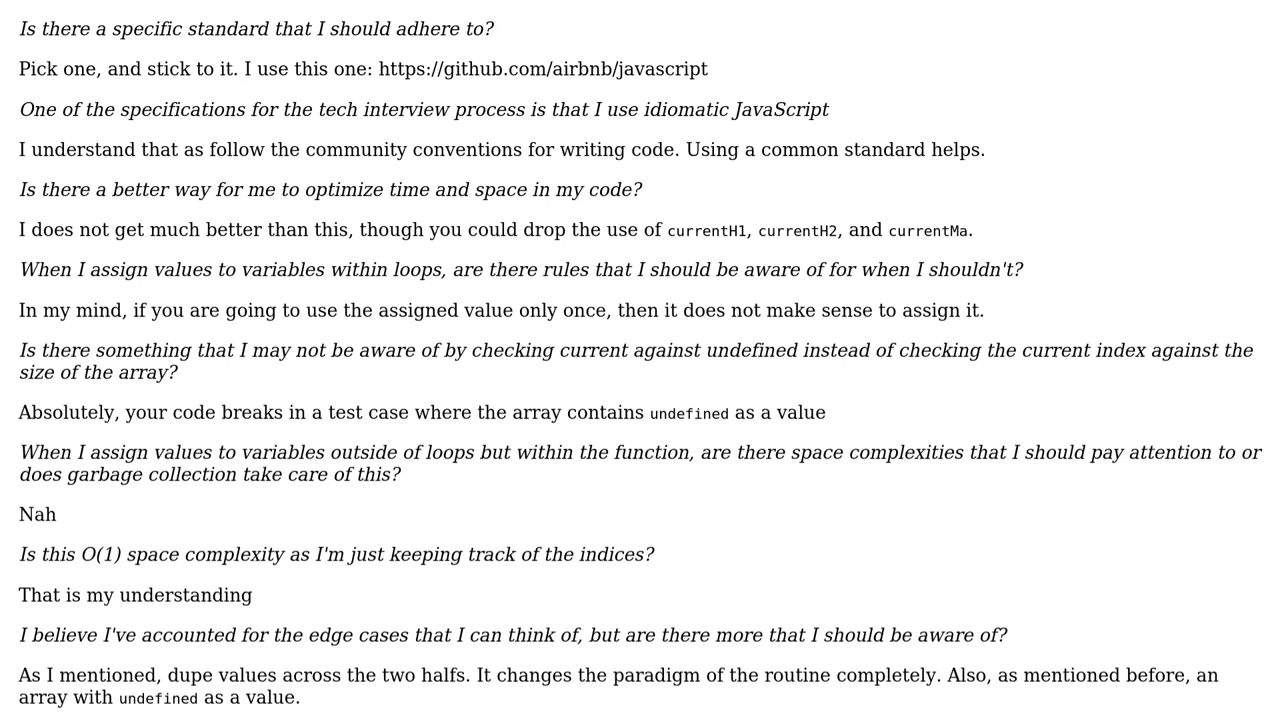 Is there a specific standard that I should adhere to?
Pick one, and stick to it. I use this one: https://github.com/airbnb/javascript
One of the specifications for the tech interview process is that I use idiomatic JavaScript
I understand that as follow the community conventions for writing code. Using a common standard helps.
Is there a better way for me to optimize time and space in my code?
I does not get much better than this, though you could drop the use of currentH1, currentH2, and currentMa.
When I assign values to variables within loops, are there rules that I should be aware of for when I shouldn't?
In my mind, if you are going to use the assigned value only once, then it does not make sense to assign it.
Is there something that I may not be aware of by checking current against undefined instead of checking the current index against the
size of the array?
Absolutely, your code breaks in a test case where the array contains undefined as a value
When I assign values to variables outside of loops but within the function, are there space complexities that I should pay attention to or
does garbage collection take care of this?
Nah
Is this O(1) space complexity as I'm just keeping track of the indices?
That is my understanding
I believe I've accounted for the edge cases that I can think of, but are there more that I should be aware of?
As I mentioned, dupe values across the two halfs. It changes the paradigm of the routine completely. Also, as mentioned before, an
array with undefined as a value.